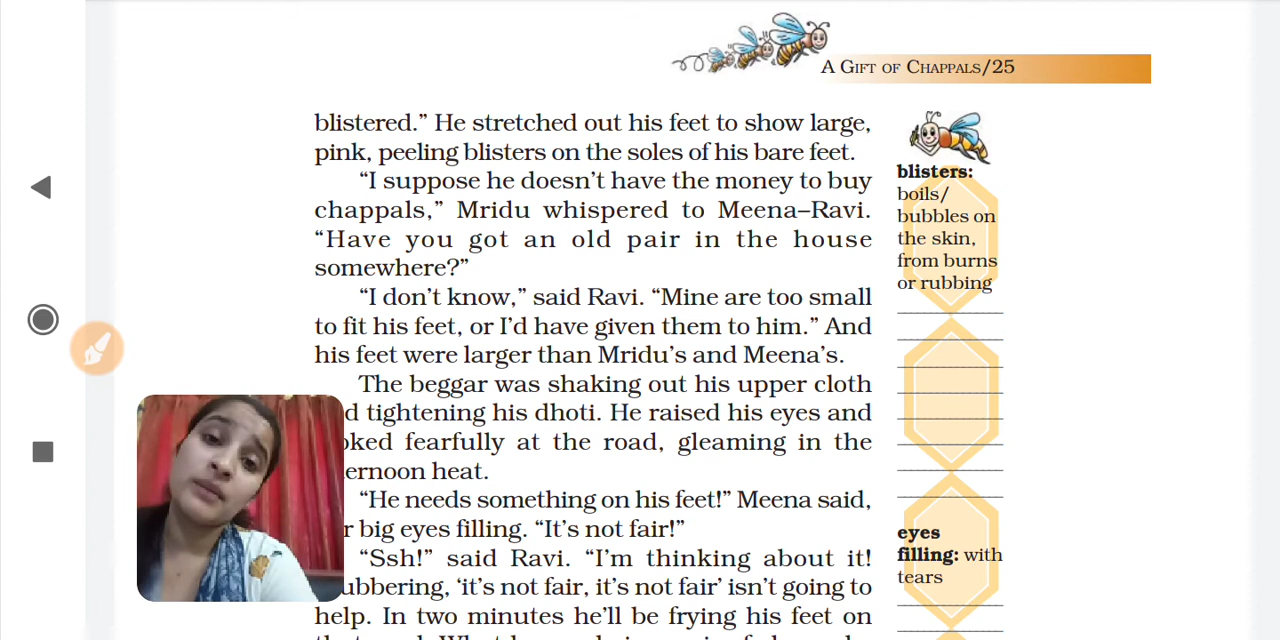 A GIFT OF CHAPPALS/25
blistered.” He stretched out his feet to show large,
pink, peeling blisters on the soles of his bare feet.
“I suppose he doesn’t have the money to buy
chappals,” Mridu whispered to Meena–Ravi.
“Have you got an old pair in the house
somewhere?”
“I don’t know,” said Ravi. “Mine are too small
to fit his feet, or I’d have given them to him.” And
his feet were larger than Mridu’s and Meena’s.
The beggar was shaking out his upper cloth
d tightening his dhoti. He raised his eyes and
oked fearfully at the road, gleaming in the
ernoon heat.
“He needs something on his feet!” Meena said,
r big eyes filling. “It’s not fair!”
“Ssh!” said Ravi. “I’m thinking about it!
ubbering, ‘it’s not fair, it’s not fair’ isn’t going to
help. In two minutes he’ll be frying his feet on
blisters:
boils/
bubbles on
the skin,
from burns
or rubbing
eyes
filling: with
tears